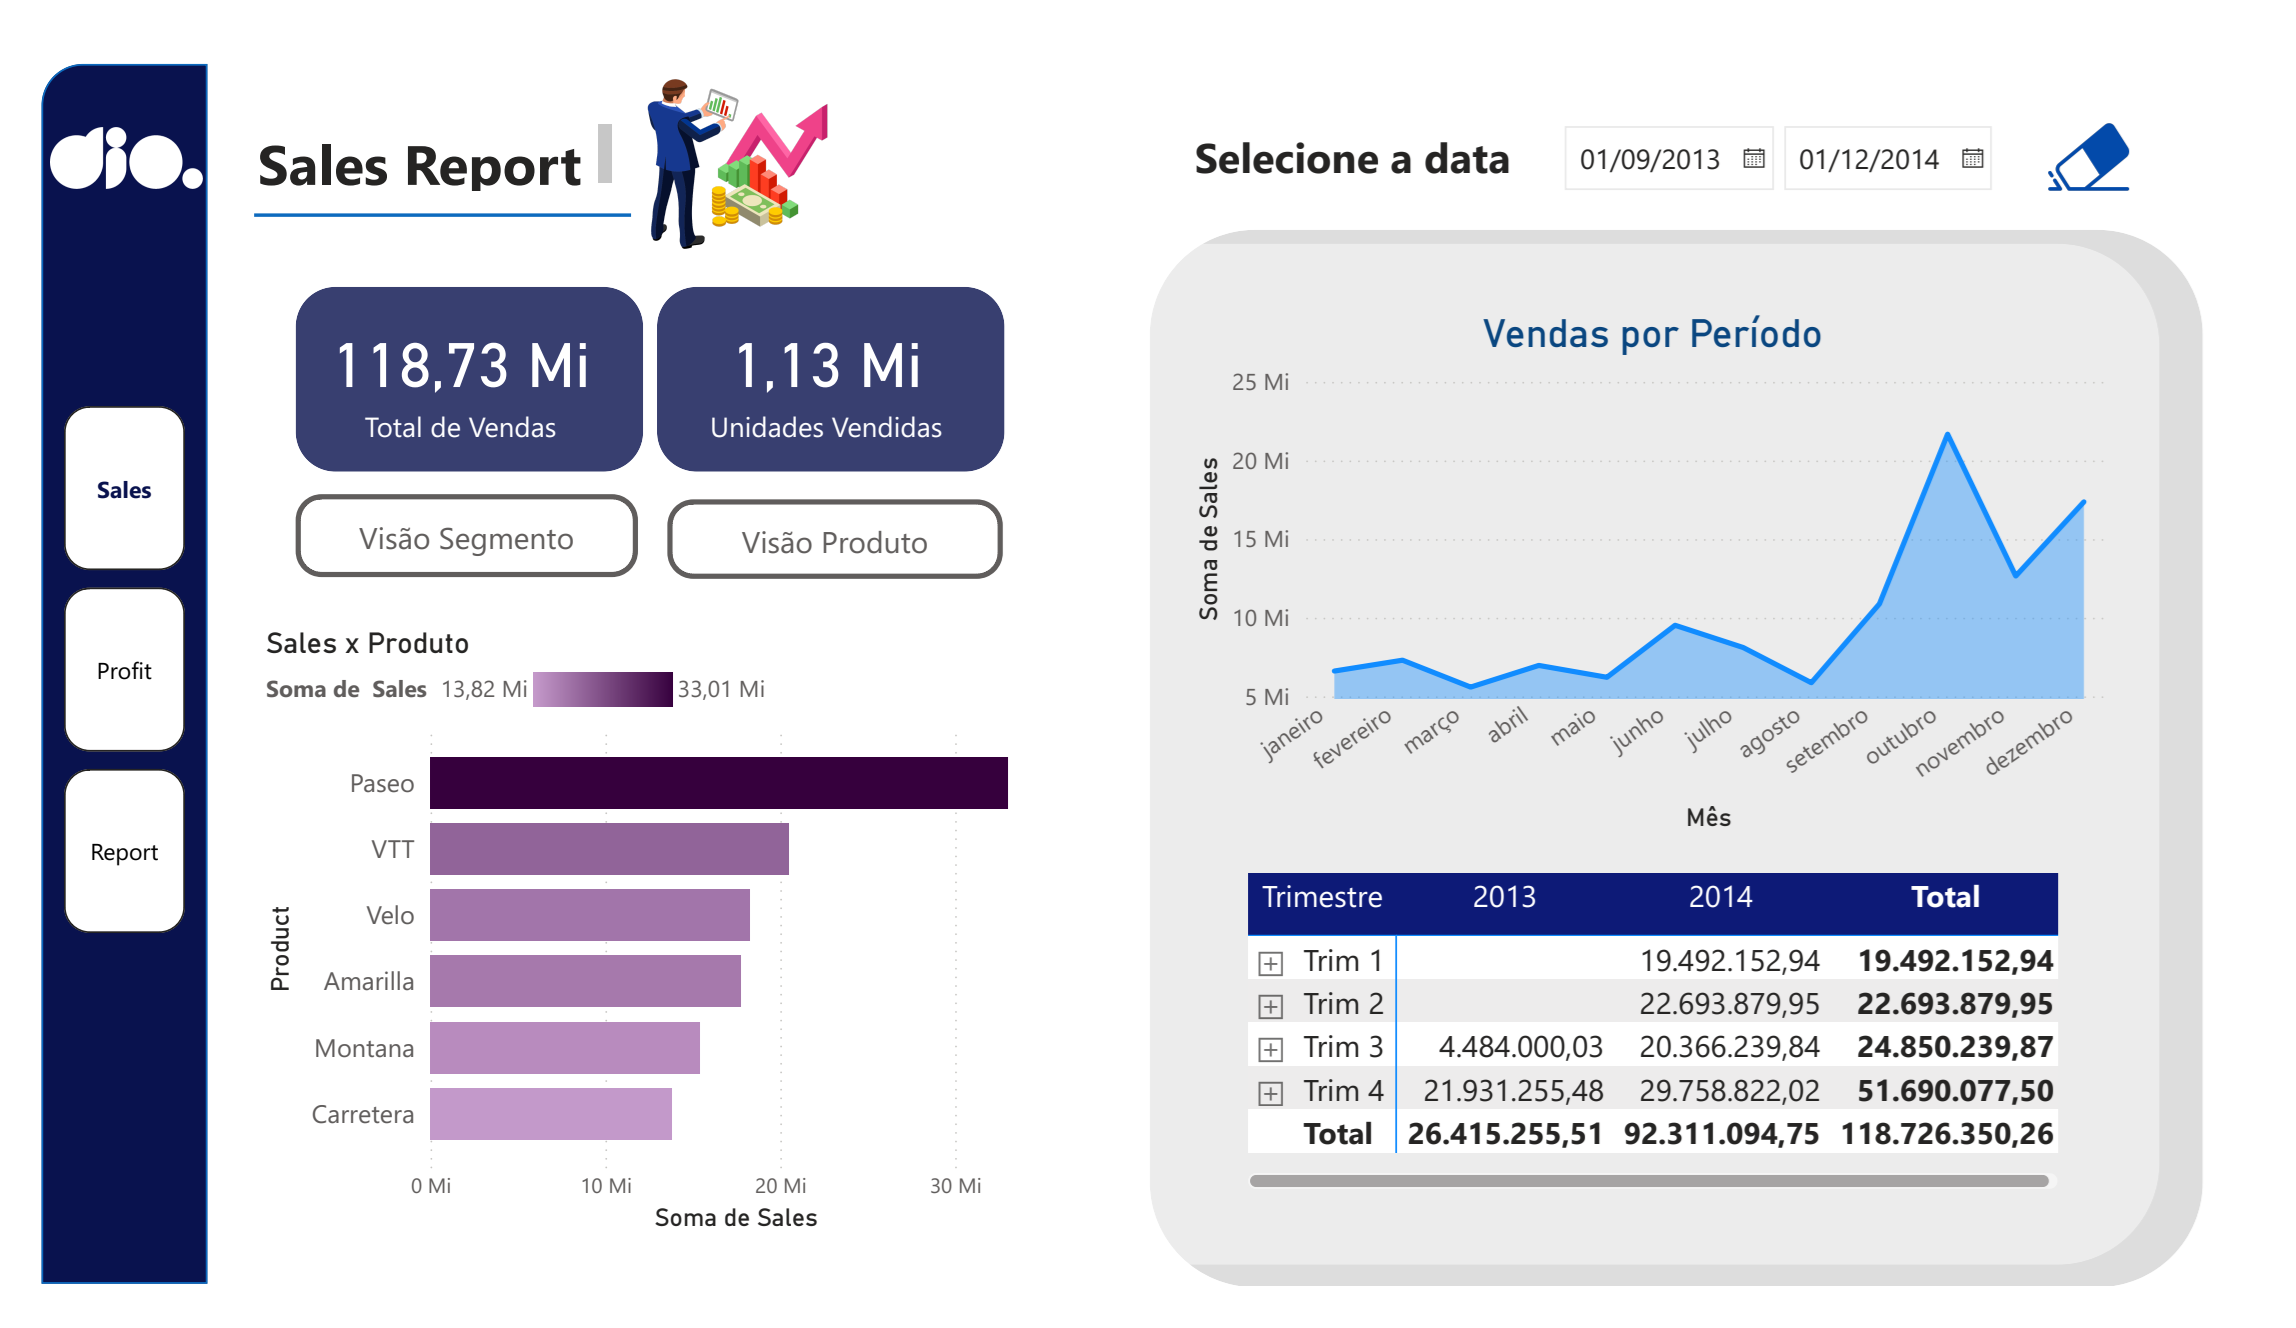 dio.
Sales Report
Selecione a data
01/09/2013
01/12/2014
118,73 Mi
Total de Vendas
1,13 Mi
Unidades Vendidas
Visão Segmento
Visão Produto
Sales
Profit
Report
Sales x Produto
Soma de Sales 13,82 Mi 33,01 Mi
Product
Paseo
VTT
Velo
Amarilla
Montana
Carretera
0 Mi 10 Mi 20 Mi 30 Mi
Soma de Sales
Vendas por Período
Soma de Sales
25 Mi
20 Mi
15 Mi
10 Mi
5 Mi
janeiro fevereiro março abril maio junho julho agosto setembro outubro novembro dezembro
Mês
Trimestre 2013 2014 Total
Trim 1 19.492.152,94 19.492.152,94
Trim 2 22.693.879,95 22.693.879,95
Trim 3 4.484.000,03 20.366.239,84 24.850.239,87
Trim 4 21.931.255,48 29.758.822,02 51.690.077,50
Total 26.415.255,51 92.311.094,75 118.726.350,26